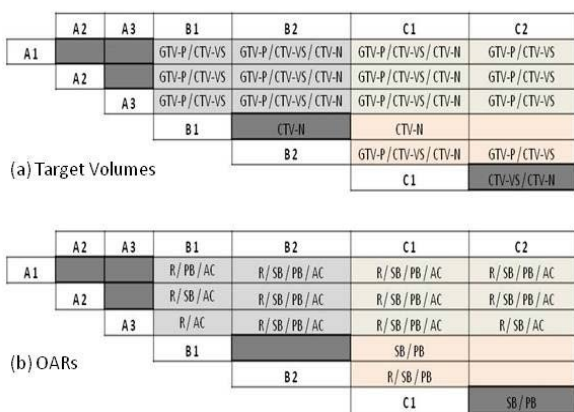 A2 A3 B1 B2 C1 C2
A1 GTV-P/CTV-VS GTV-P/CTV-VS/CTV-N GTV-P/CTV-VS/CTV-N GTV-P/CTV-VS
A2 GTV-P/CTV-VS GTV-P/CTV-VS/CTV-N GTV-P/CTV-VS/CTV-N GTV-P/CTV-VS
A3 GTV-P/CTV-VS GTV-P/CTV-VS/CTV-N GTV-P/CTV-VS/CTV-N GTV-P/CTV-VS
B1 CTV-N CTV-N
B2 GTV-P/CTV-VS/CTV-N GTV-P/CTV-VS
(a) Target Volumes
C1 CTV-VS/CTV-N
A2 A3 B1 B2 C1 C2
A1 R/PB/AC R/SB/PB/AC R/SB/PB/AC R/SB/PB/AC
A2 R/SB/AC R/SB/PB/AC R/SB/PB/AC R/SB/PB/AC
A3 R/AC R/SB/PB/AC R/SB/PB/AC R/SB/AC
B1 SB/PB
(b) OARs
B2 R/SB/PB
C1 SB/PB